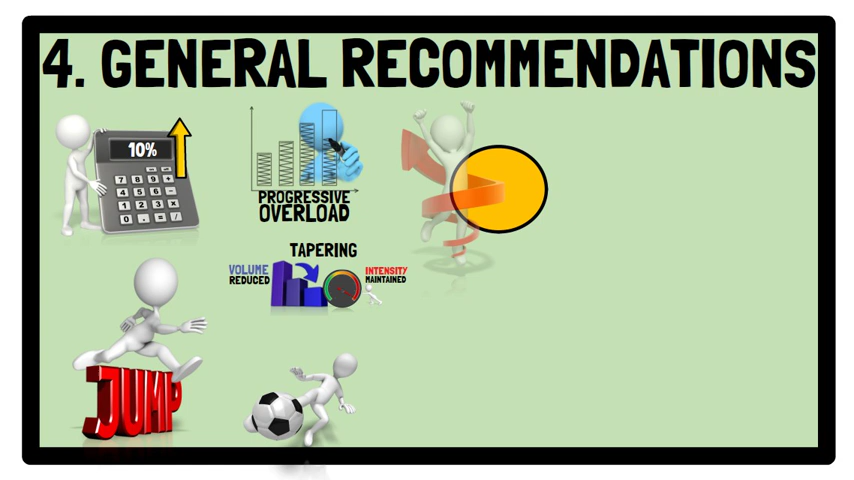 4. GENERAL RECOMMENDATIONS
10%
7 8 9 +
4 5 6 -
1 2 3 x
0 . = /
PROGRESSIVE
OVERLOAD
TAPERING
VOLUME
REDUCED
INTENSITY
MAINTAINED
JUMP